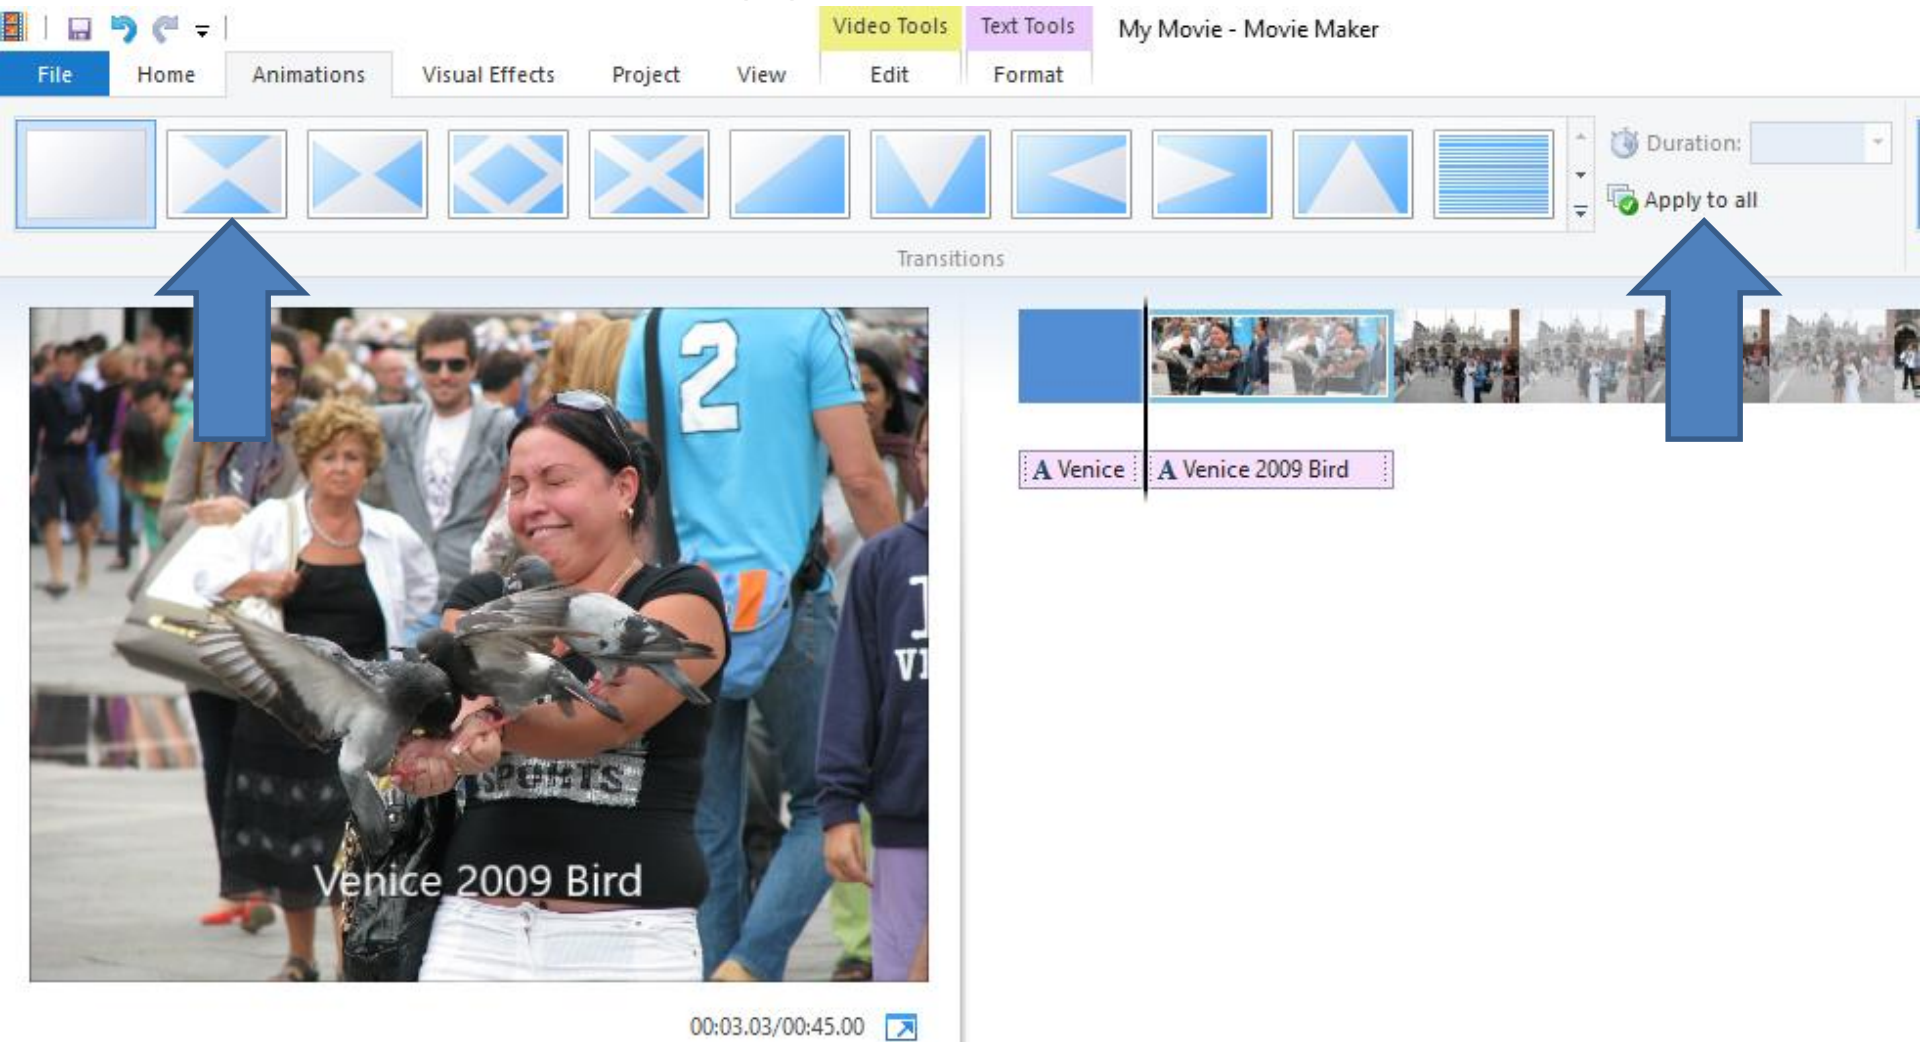 Video Tools Text Tools My Movie - Movie Maker
File Home Animations Visual Effects Project View Edit Format
Duration:
Apply to all
Transitions
2
SPORTS
Venice 2009 Bird
A Venice A Venice 2009 Bird
00:03.03/00:45.00